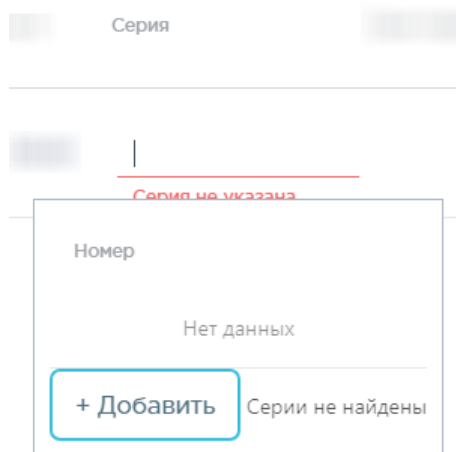 Серия
Серия не указана
Номер
Нет данных
+ Добавить Серии не найдены